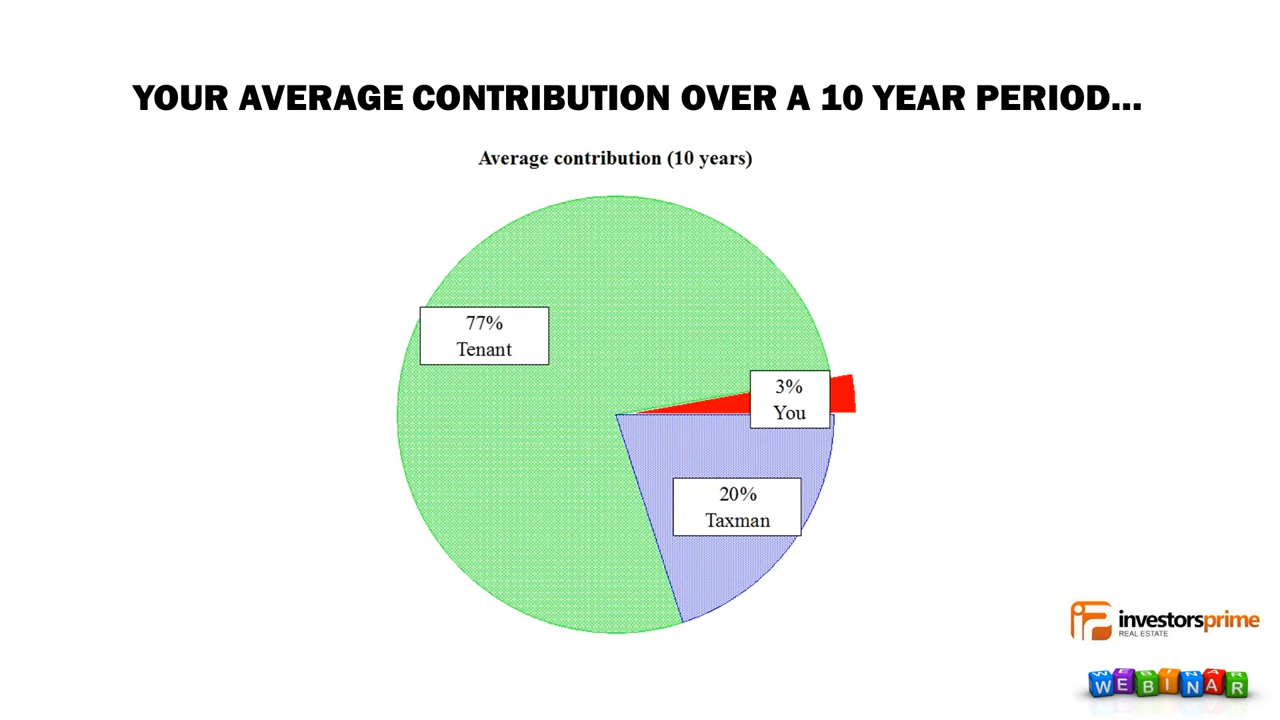 YOUR AVERAGE CONTRIBUTION OVER A 10 YEAR PERIOD...
Average contribution (10 years)
77%
Tenant
3%
You
20%
Taxman
investorsprime
REAL ESTATE
WEBINAR